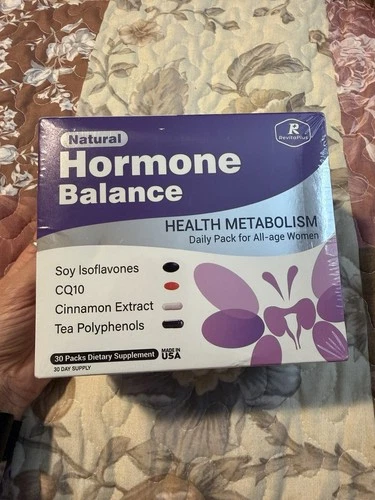 Natural
Hormone
Balance
R
RevitaPlus
HEALTH METABOLISM
Daily Pack for All-age Women
Soy Isoflavones
CQ10
Cinnamon Extract
Tea Polyphenols
30 Packs Dietary Supplement
MADE IN
USA
30 DAY SUPPLY